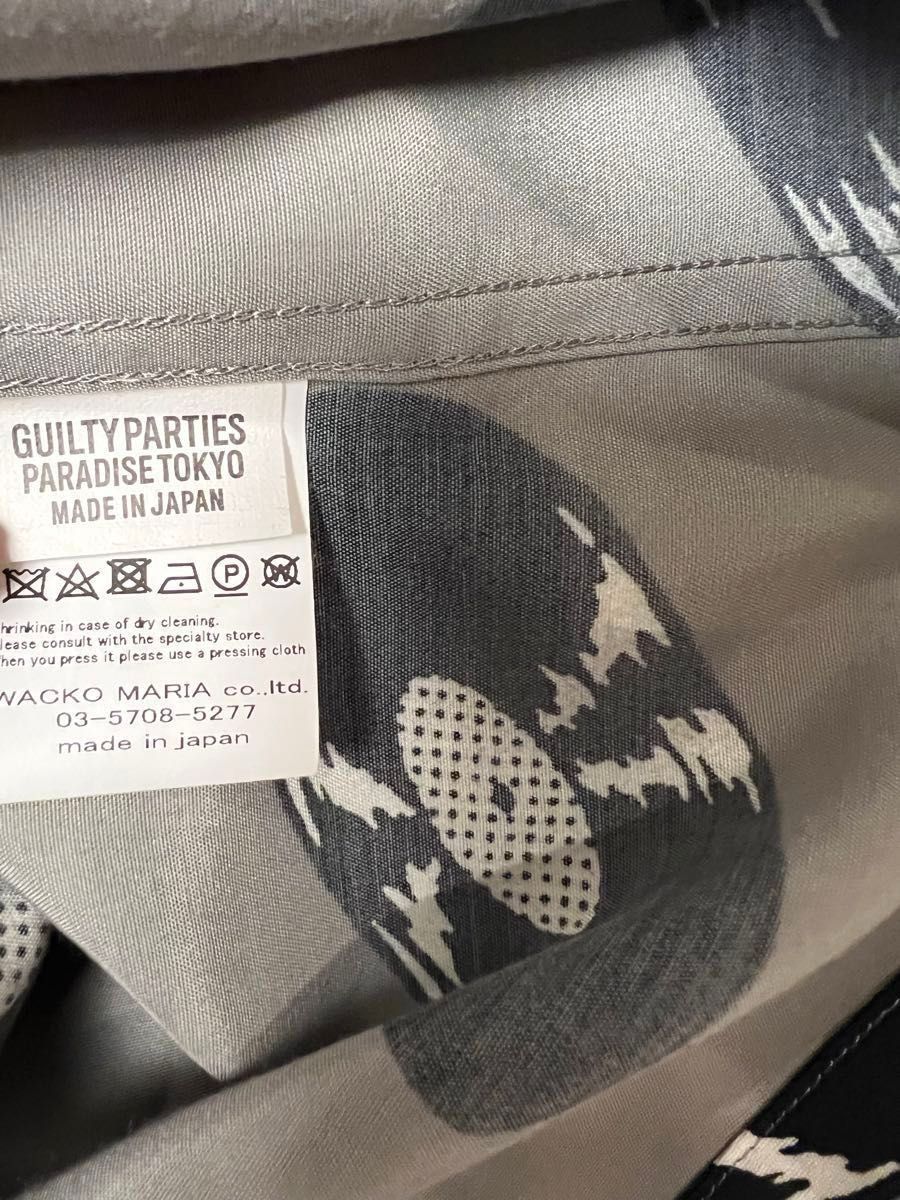 GUILTY PARTIES
PARADISE TOKYO
MADE IN JAPAN
P W
hrinking in case of dry cleaning.
lease consult with the specialty store.
hen you press it please use a pressing cloth
WACKO MARIA co.,ltd.
03-5708-5277
made in japan